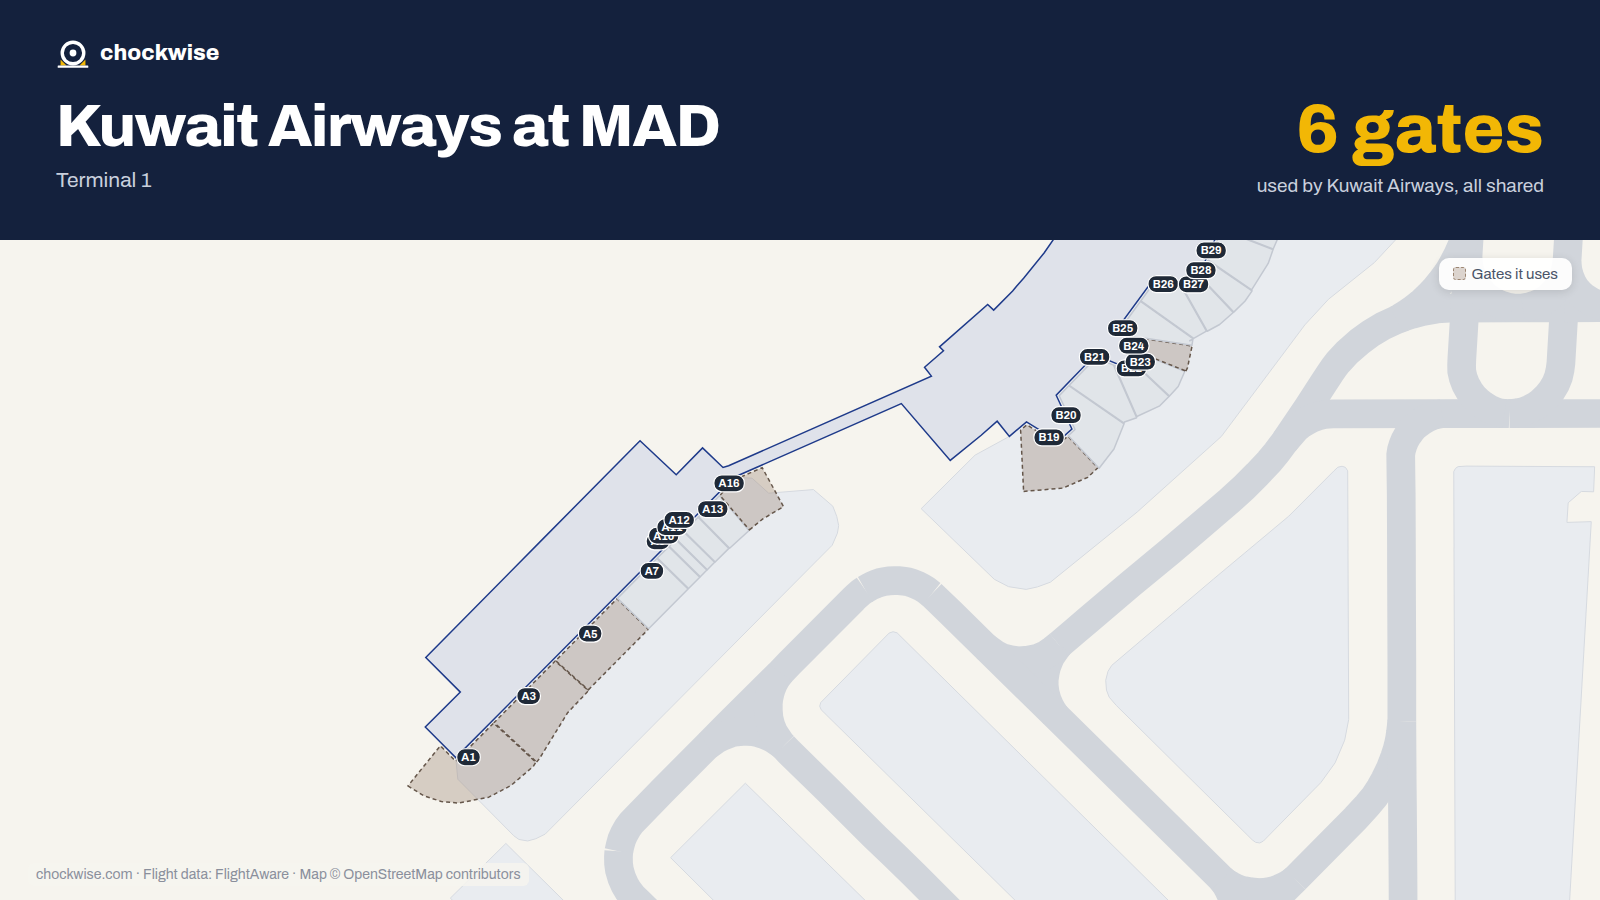 chockwise
Kuwait Airways at MAD
Terminal 1
6 gates
used by Kuwait Airways, all shared
Gates it uses
B29
B28
B26
B27
B25
B24
B23
B21
B20
B19
A16
A13
A12
A10
A7
A5
A3
A1
chockwise.com · Flight data: FlightAware · Map © OpenStreetMap contributors